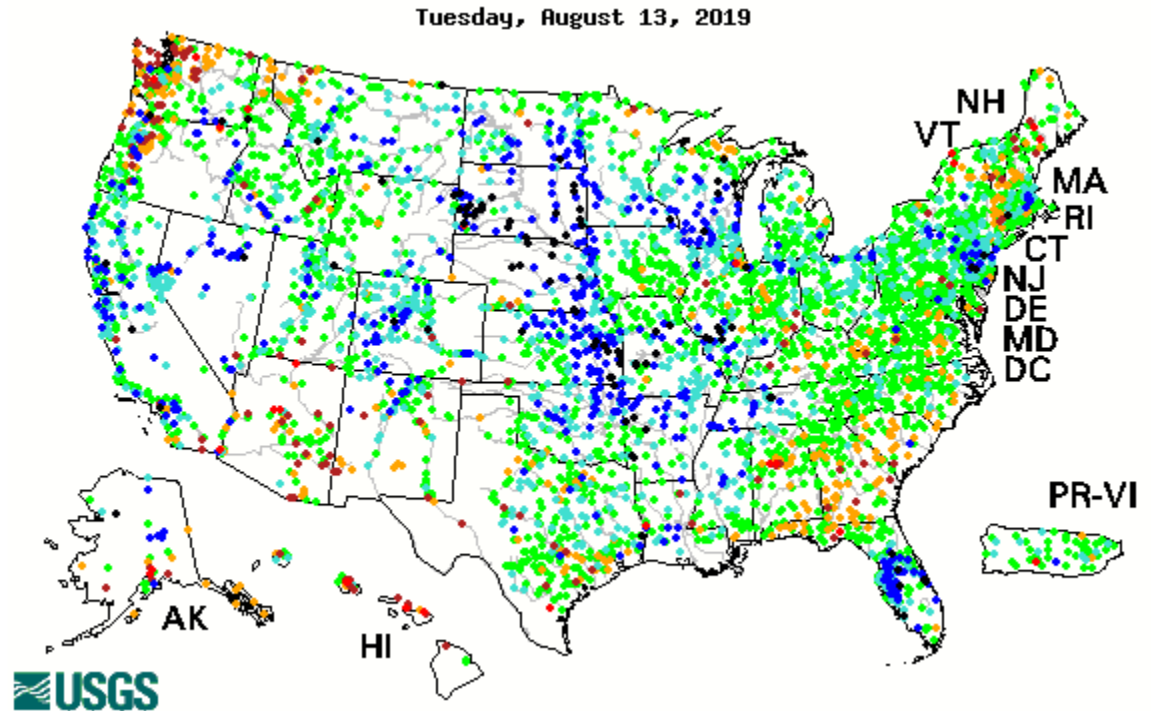 Tuesday, August 13, 2019
NH
VT
MA
RI
CT
NJ
DE
MD
DC
PR-VI
AK
HI
USGS